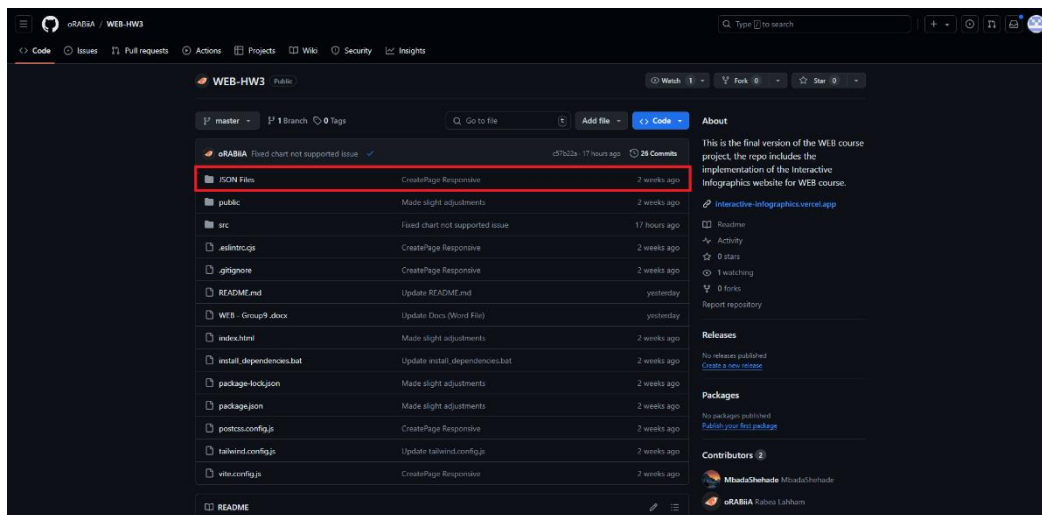 oRABiiA / WEB-HW3
Type / to search
Code Issues Pull requests Actions Projects Wiki Security Insights
WEB-HW3 Public
Watch 1 Fork 0 Star 0
master 1 Branch 0 Tags Go to file t Add file Code
oRABiiA Fixed chart not supported issue c57b22a · 17 hours ago 26 Commits
JSON Files CreatePage Responsive 2 weeks ago
public Made slight adjustments 2 weeks ago
src Fixed chart not supported issue 17 hours ago
.eslintrc.cjs CreatePage Responsive 2 weeks ago
.gitignore CreatePage Responsive 2 weeks ago
README.md Update README.md yesterday
WEB - Group9 .docx Update Docs (Word File) yesterday
index.html Made slight adjustments 2 weeks ago
install_dependencies.bat Update install_dependencies.bat 2 weeks ago
package-lock.json Made slight adjustments 2 weeks ago
package.json Made slight adjustments 2 weeks ago
postcss.config.js CreatePage Responsive 2 weeks ago
tailwind.config.js Update tailwind.config.js 2 weeks ago
vite.config.js CreatePage Responsive 2 weeks ago
README
About
This is the final version of the WEB course
project, the repo includes the
implementation of the Interactive
Infographics website for WEB course.
interactive-infographics.vercel.app
Readme
Activity
0 stars
1 watching
0 forks
Report repository
Releases
No releases published
Create a new release
Packages
No packages published
Publish your first package
Contributors 2
MbadaShehade MbadaShehade
oRABiiA Rabea Lahham